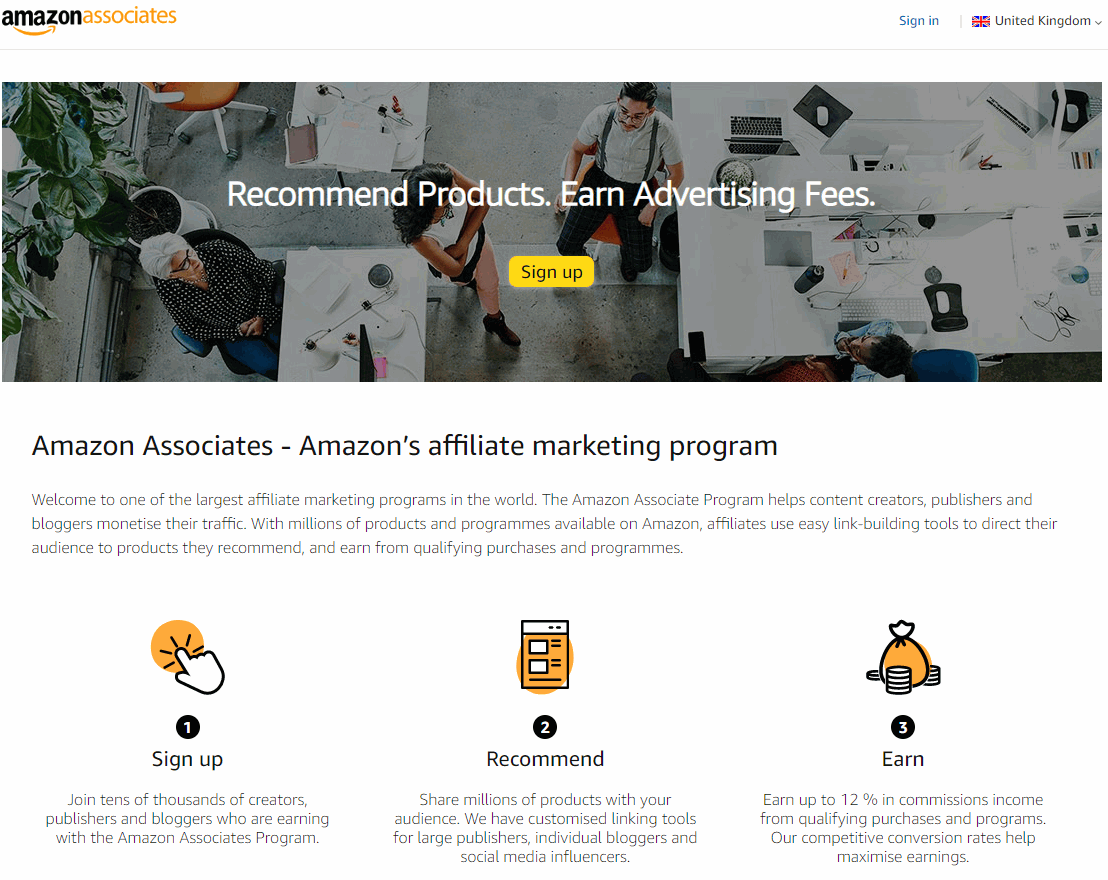 amazonassociates
Sign in | United Kingdom
Recommend Products. Earn Advertising Fees.
Sign up
Amazon Associates - Amazon’s affiliate marketing program
Welcome to one of the largest affiliate marketing programs in the world. The Amazon Associate Program helps content creators, publishers and
bloggers monetise their traffic. With millions of products and programmes available on Amazon, affiliates use easy link-building tools to direct their
audience to products they recommend, and earn from qualifying purchases and programmes.
1
Sign up
Join tens of thousands of creators,
publishers and bloggers who are earning
with the Amazon Associates Program.
2
Recommend
Share millions of products with your
audience. We have customised linking tools
for large publishers, individual bloggers and
social media influencers.
3
Earn
Earn up to 12 % in commissions income
from qualifying purchases and programs.
Our competitive conversion rates help
maximise earnings.